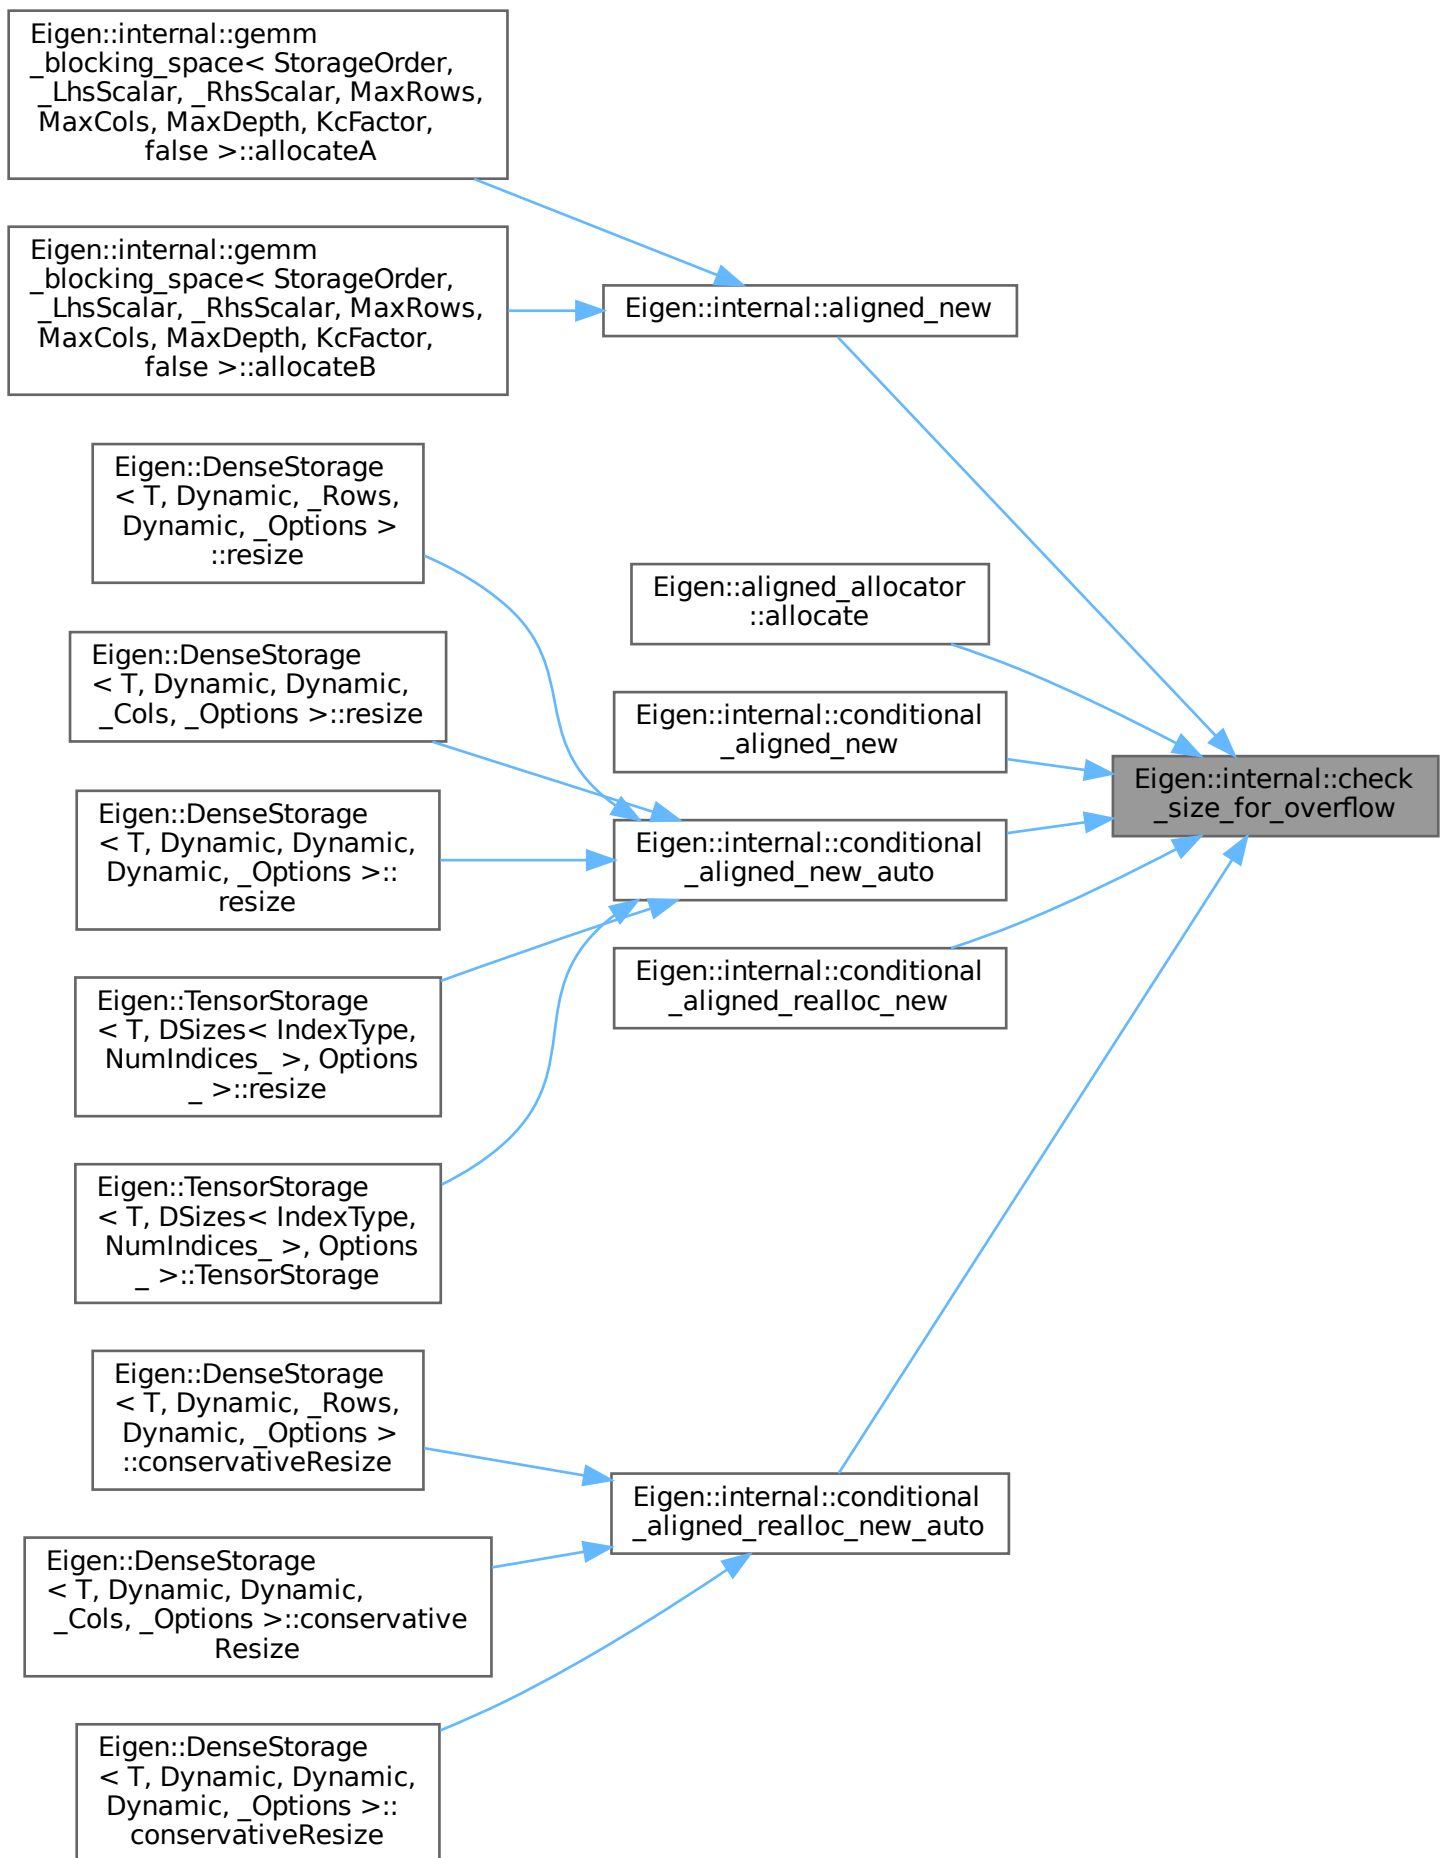 Eigen::internal::gemm
_blocking_space< StorageOrder,
_LhsScalar, _RhsScalar, MaxRows,
MaxCols, MaxDepth, KcFactor,
false >::allocateA
Eigen::internal::gemm
_blocking_space< StorageOrder,
_LhsScalar, _RhsScalar, MaxRows,
MaxCols, MaxDepth, KcFactor,
false >::allocateB
Eigen::internal::aligned_new
Eigen::DenseStorage
< T, Dynamic, _Rows,
Dynamic, _Options >
::resize
Eigen::aligned_allocator
::allocate
Eigen::DenseStorage
< T, Dynamic, Dynamic,
_Cols, _Options >::resize
Eigen::internal::conditional
_aligned_new
Eigen::internal::check
_size_for_overflow
Eigen::DenseStorage
< T, Dynamic, Dynamic,
Dynamic, _Options >::
resize
Eigen::internal::conditional
_aligned_new_auto
Eigen::internal::conditional
_aligned_realloc_new
Eigen::TensorStorage
< T, DSizes< IndexType,
NumIndices_ >, Options
_ >::resize
Eigen::TensorStorage
< T, DSizes< IndexType,
NumIndices_ >, Options
_ >::TensorStorage
Eigen::DenseStorage
< T, Dynamic, _Rows,
Dynamic, _Options >
::conservativeResize
Eigen::internal::conditional
_aligned_realloc_new_auto
Eigen::DenseStorage
< T, Dynamic, Dynamic,
_Cols, _Options >::conservative
Resize
Eigen::DenseStorage
< T, Dynamic, Dynamic,
Dynamic, _Options >::
conservativeResize